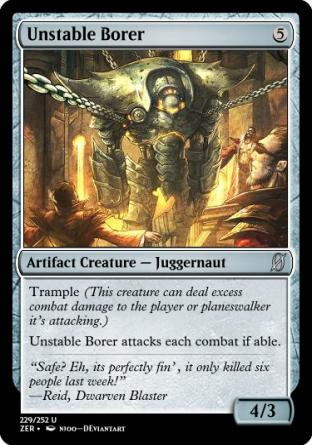 Unstable Borer 5
Artifact Creature — Juggernaut
Trample (This creature can deal excess
combat damage to the player or planeswalker
it's attacking.)
Unstable Borer attacks each combat if able.
"Safe? Eh, its perfectly fin', it only killed six
people last week!"
—Reid, Dwarven Blaster
4/3
229/252 U
ZER • NJOO—DEVIANTART